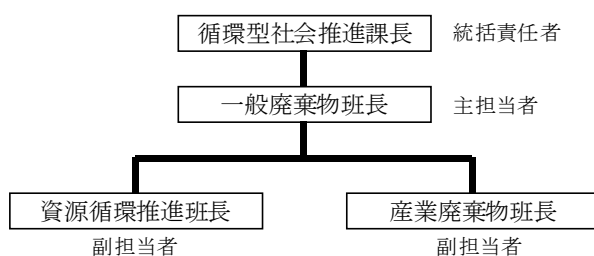 循環型社会推進課長 統括責任者
一般廃棄物班長 主担当者
資源循環推進班長 産業廃棄物班長
副担当者 副担当者